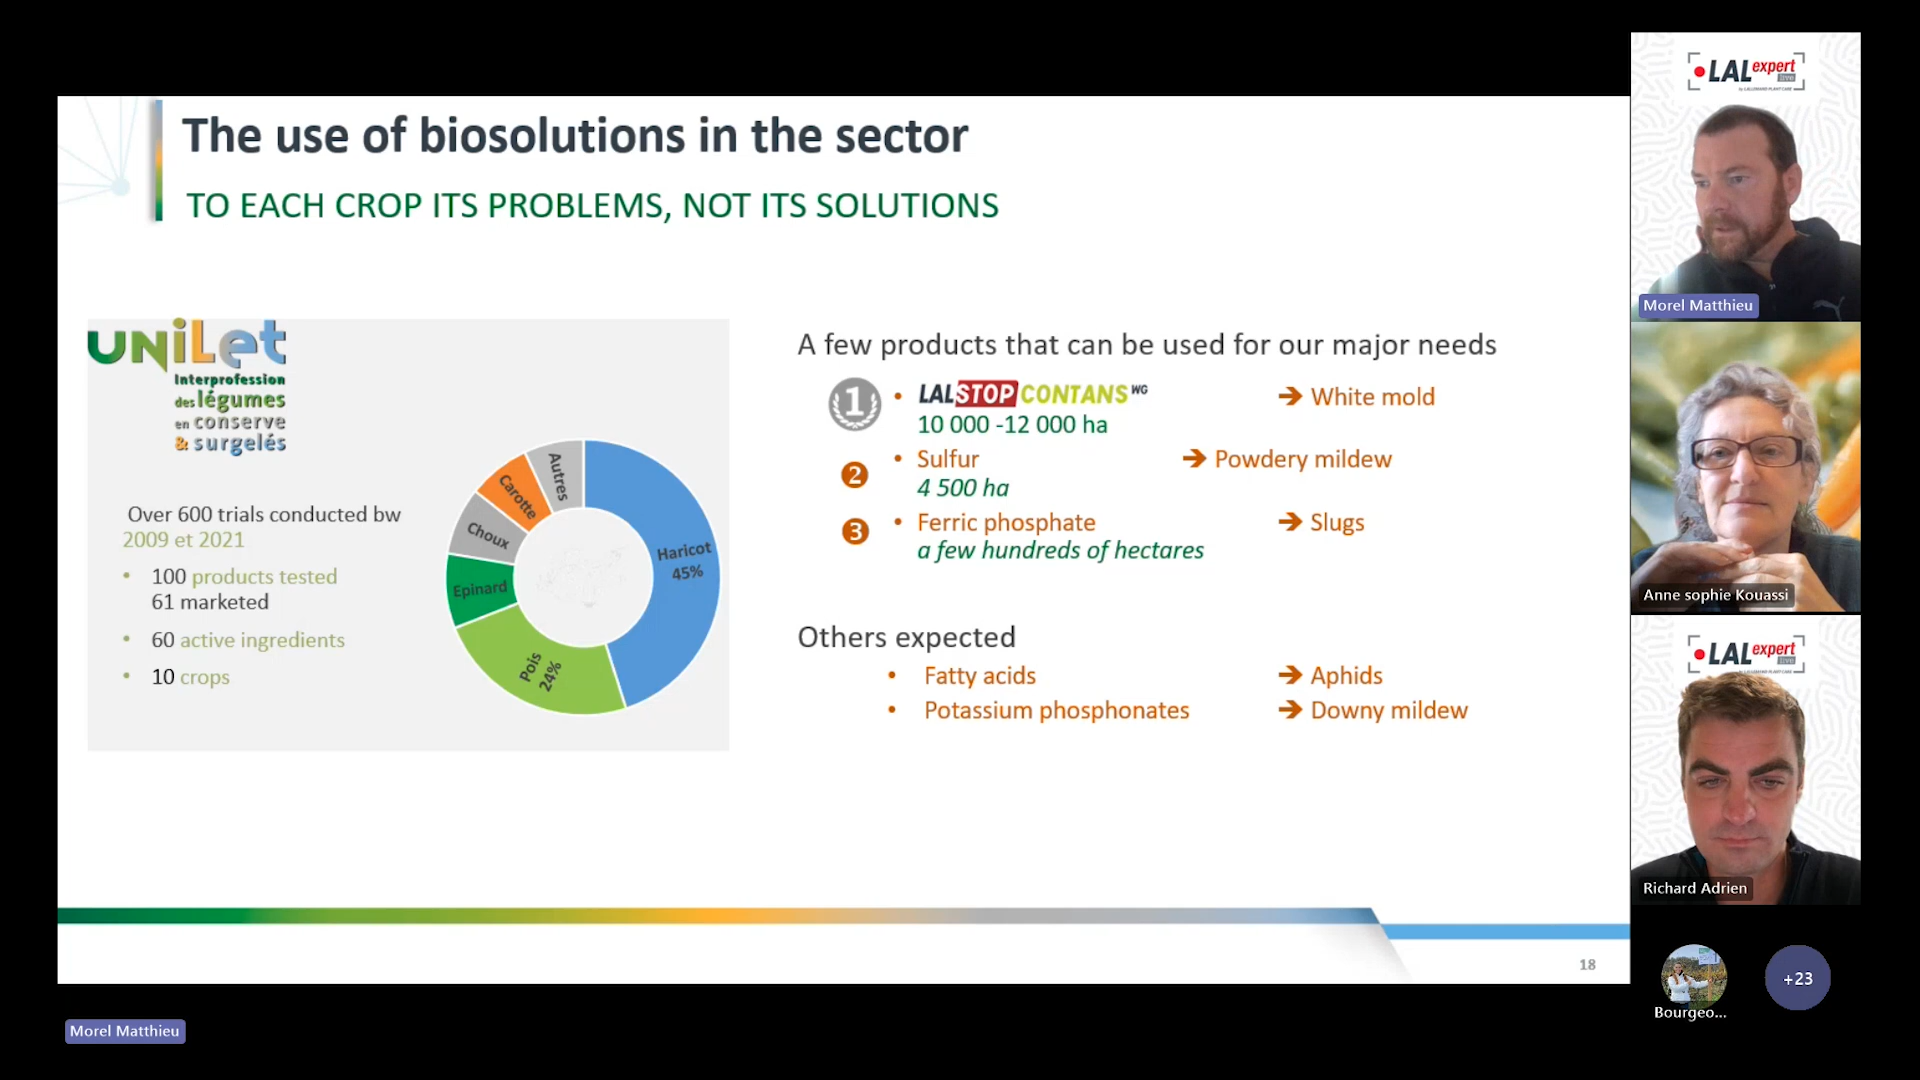 The use of biosolutions in the sector
TO EACH CROP ITS PROBLEMS, NOT ITS SOLUTIONS
UNILET
Interprofession
des légumes
en conserve
& surgelés
Over 600 trials conducted bw
2009 et 2021
• 100 products tested
61 marketed
• 60 active ingredients
• 10 crops
Autres
Carotte
Choux
Epinard
Pois
24%
Haricot
45%
A few products that can be used for our major needs
1 • LALSTOP CONTANS WG ➔ White mold
10 000 -12 000 ha
2 • Sulfur ➔ Powdery mildew
4 500 ha
3 • Ferric phosphate ➔ Slugs
a few hundreds of hectares
Others expected
• Fatty acids ➔ Aphids
• Potassium phosphonates ➔ Downy mildew
18
Morel Matthieu
LALexpert
live
Morel Matthieu
Anne sophie Kouassi
LALexpert
live
Richard Adrien
Bourgeo...
+23